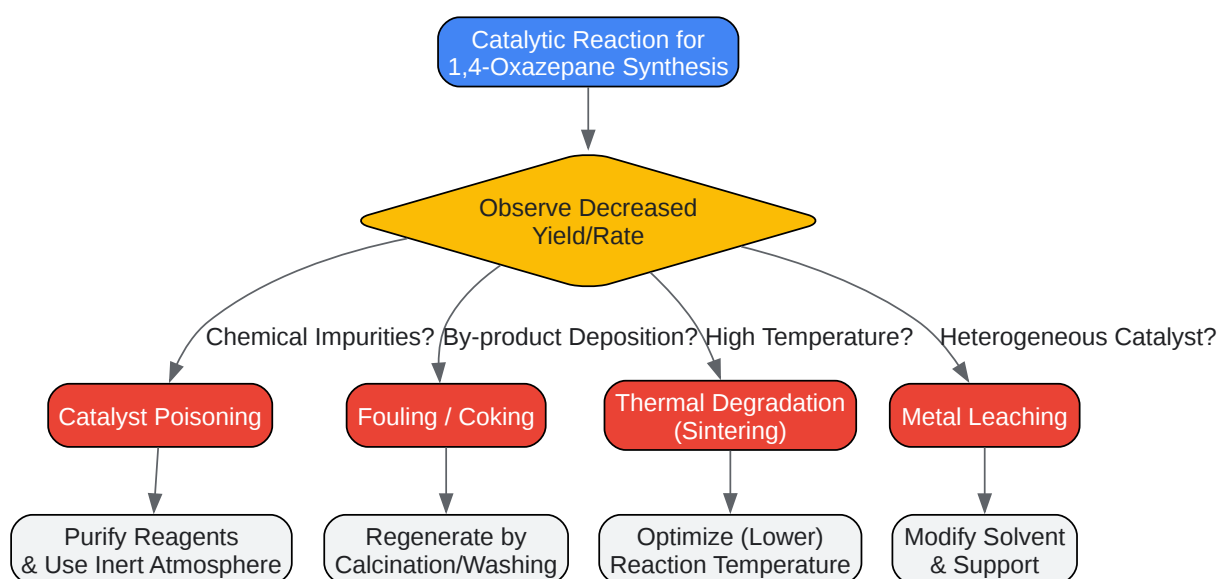 Catalytic Reaction for
1,4-Oxazepane Synthesis
Observe Decreased
Yield/Rate
Chemical Impurities?
By-product Deposition?
High Temperature?
Heterogeneous Catalyst?
Catalyst Poisoning
Fouling / Coking
Thermal Degradation
(Sintering)
Metal Leaching
Purify Reagents
& Use Inert Atmosphere
Regenerate by
Calcination/Washing
Optimize (Lower)
Reaction Temperature
Modify Solvent
& Support